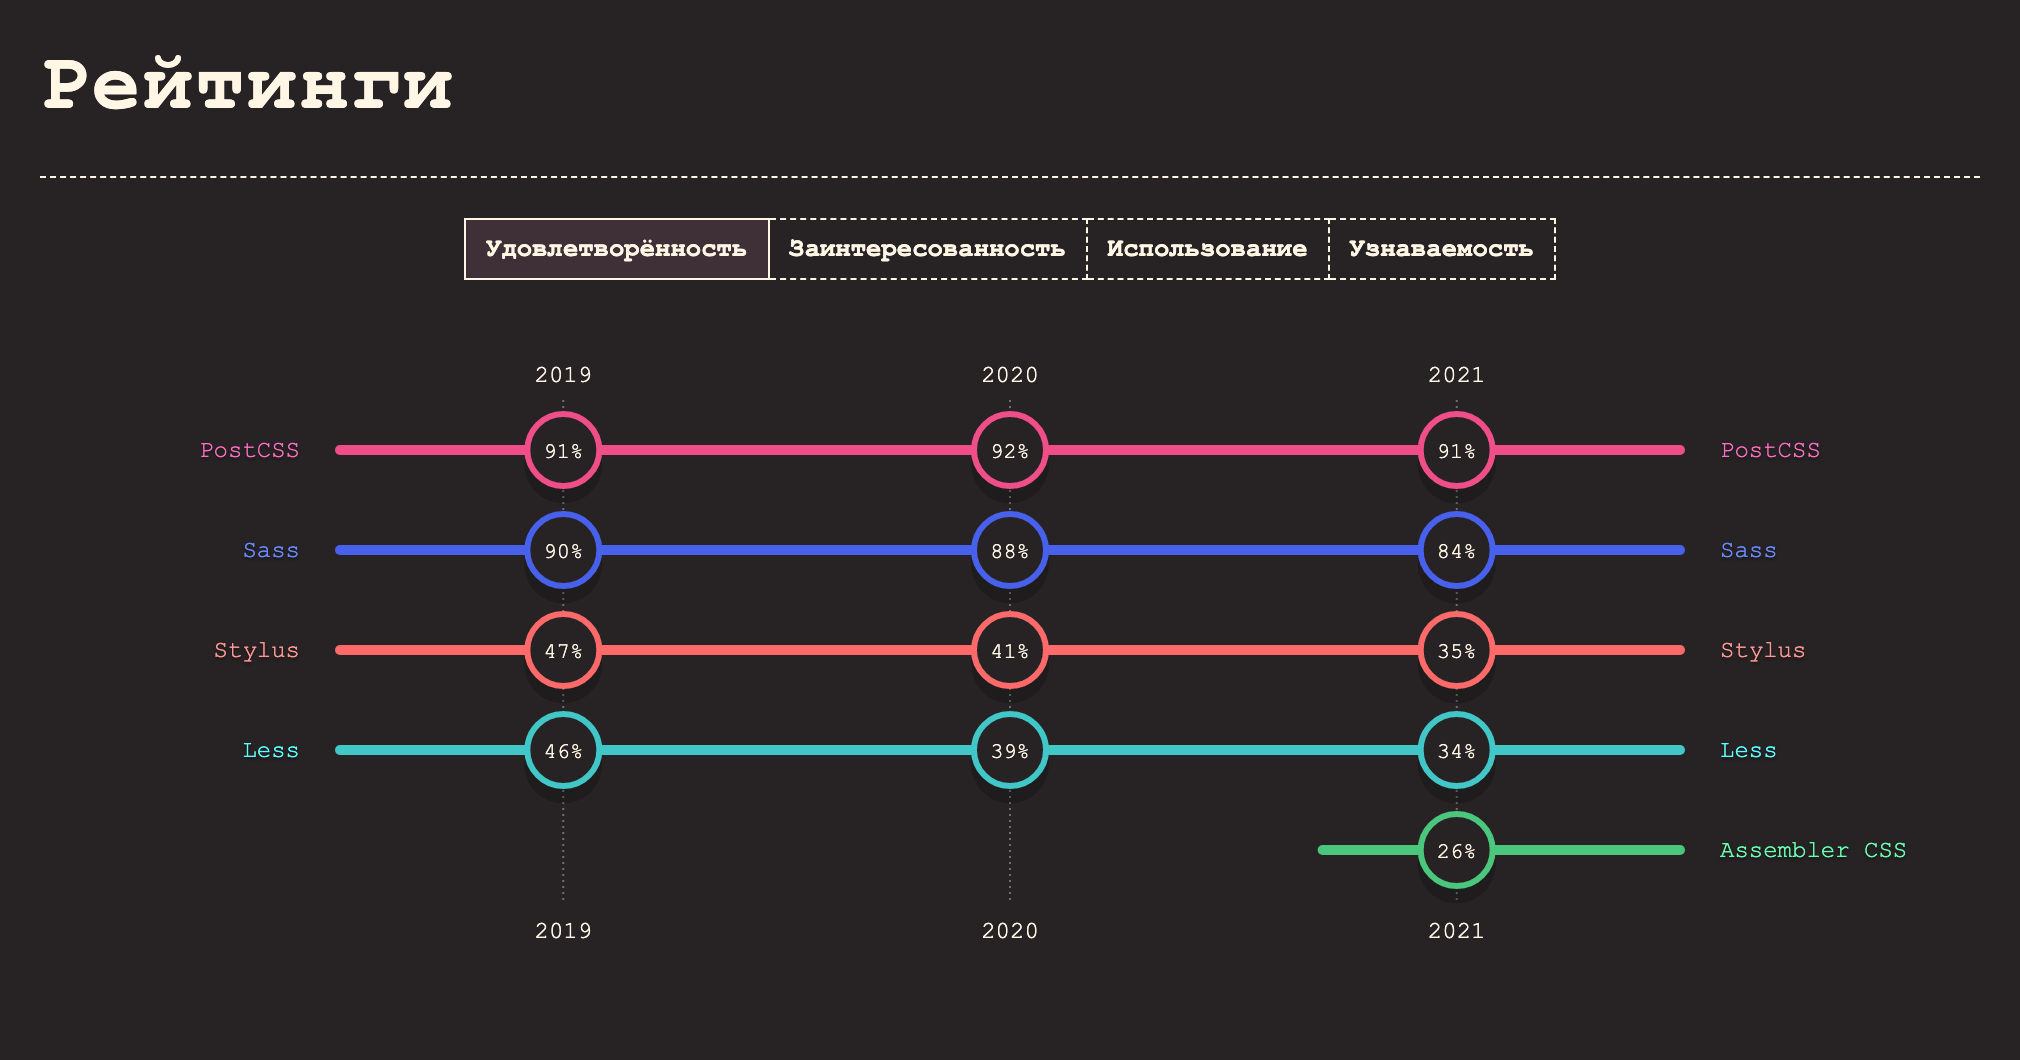 Рейтинги
Удовлетворённость Заинтересованность Использование Узнаваемость
2019 2020 2021
PostCSS 91% 92% 91% PostCSS
Sass 90% 88% 84% Sass
Stylus 47% 41% 35% Stylus
Less 46% 39% 34% Less
26% Assembler CSS
2019 2020 2021